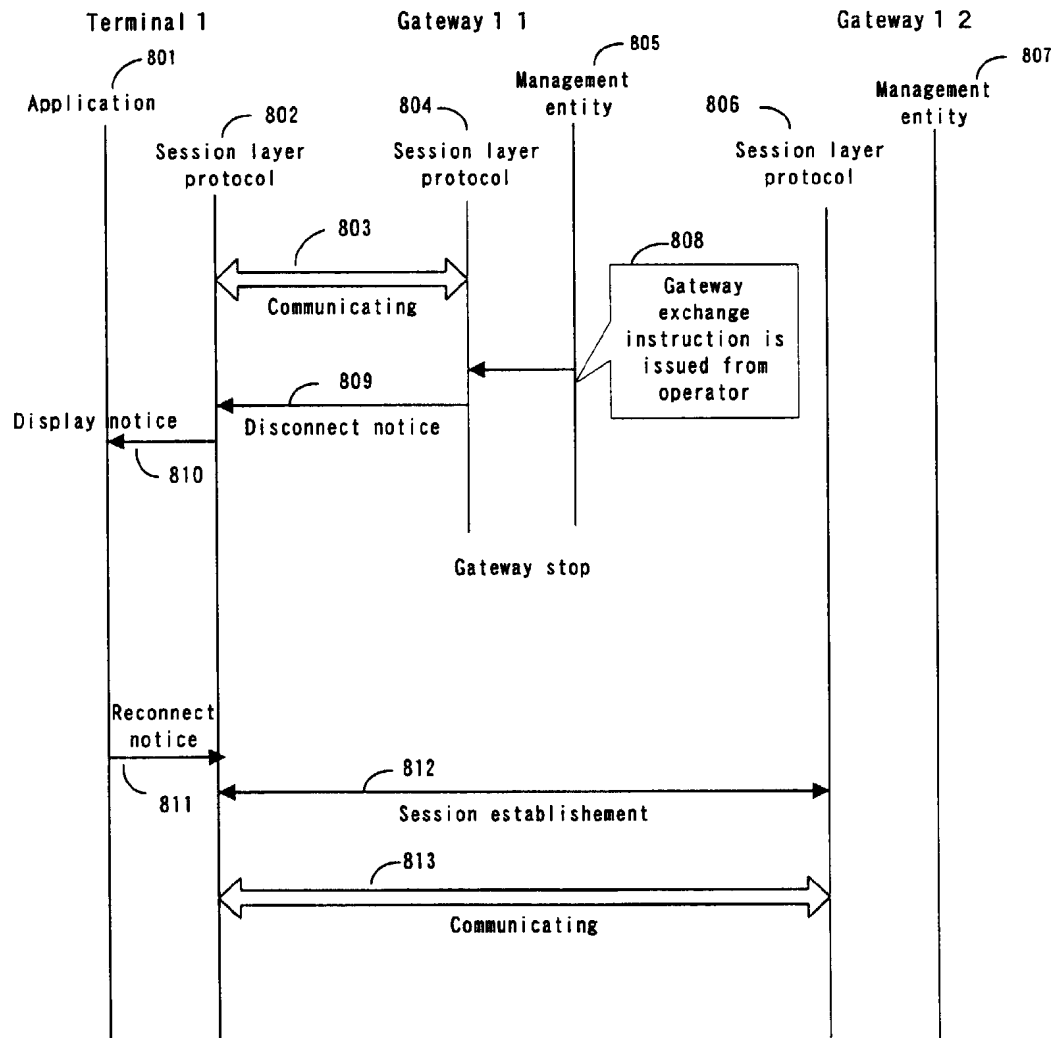 Terminal 1
Gateway 1 1
Gateway 1 2
801
Application
802
Session layer
protocol
804
Session layer
protocol
805
Management
entity
806
Session layer
protocol
807
Management
entity
803
Communicating
808
Gateway
exchange
instruction is
issued from
operator
809
Disconnect notice
Display notice
810
Gateway stop
Reconnect
notice
811
812
Session establishement
813
Communicating